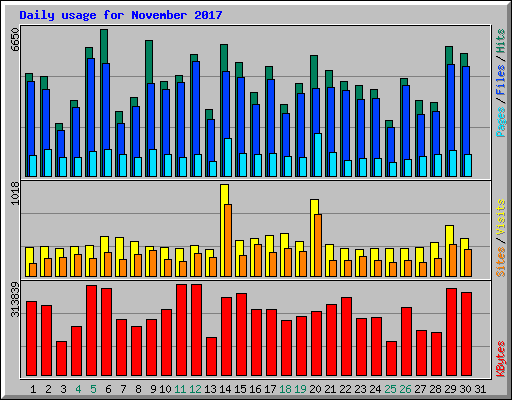 Daily usage for November 2017
6650
Pages / Files / Hits
1018
Sites / Visits
313839
KBytes
1 2 3 4 5 6 7 8 9 10 11 12 13 14 15 16 17 18 19 20 21 22 23 24 25 26 27 28 29 30 31